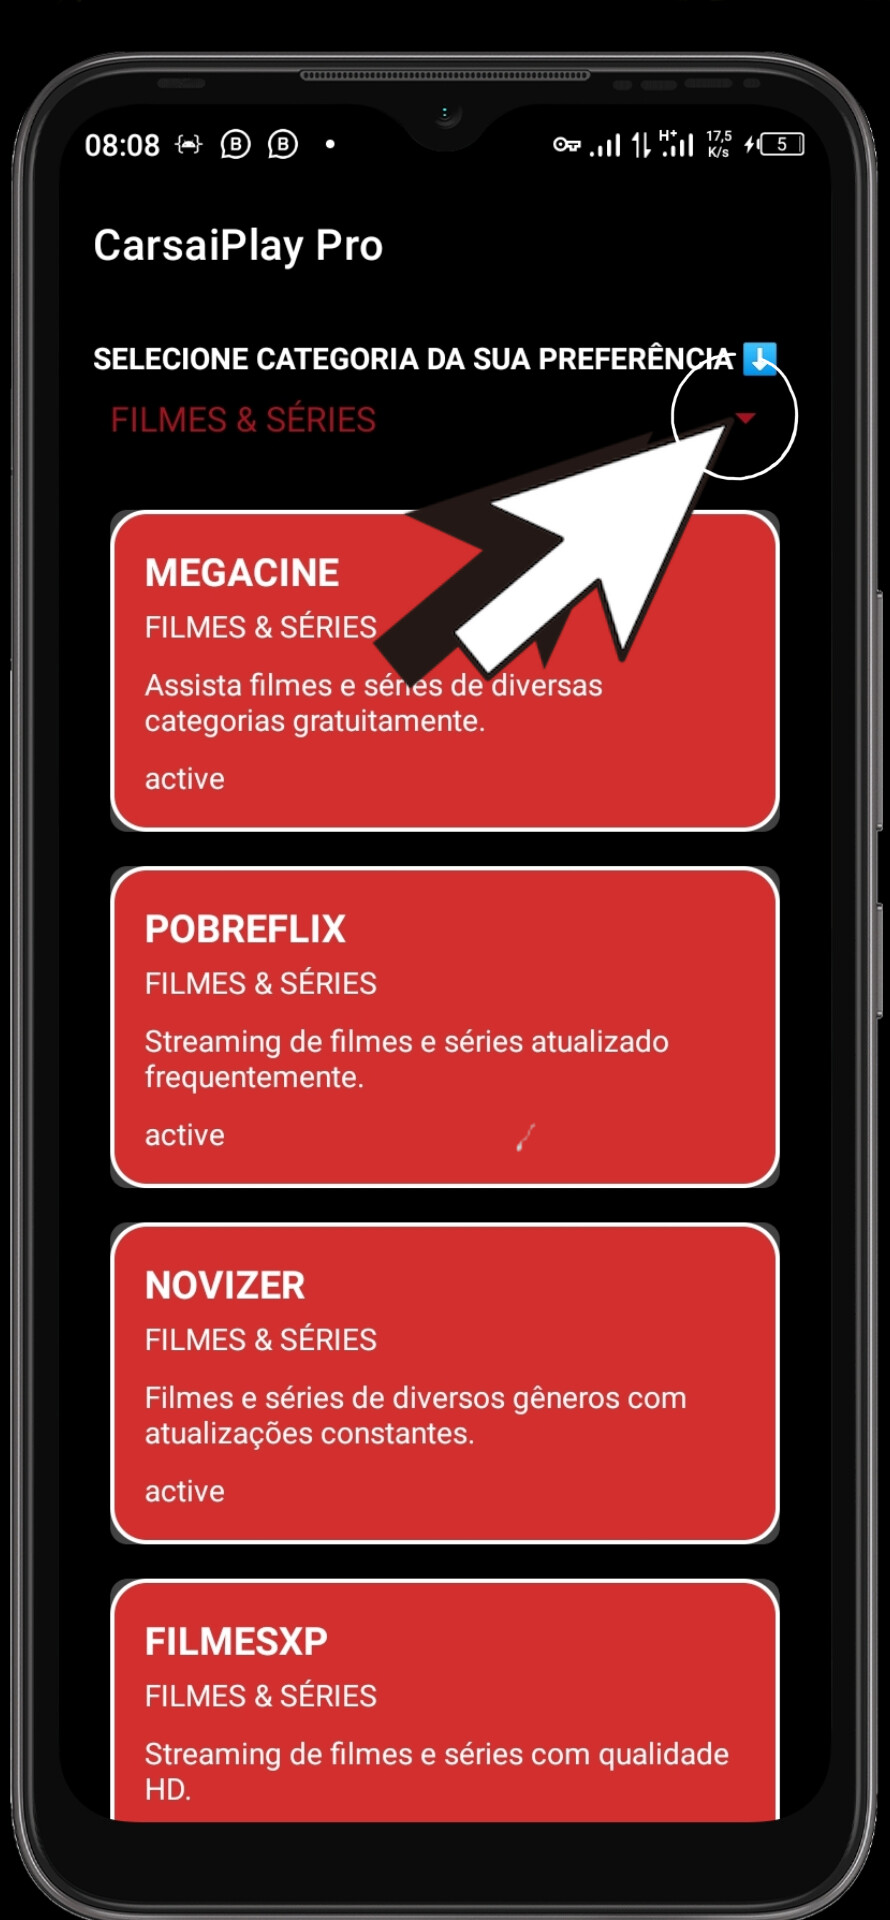 08:08
H+
17,5
K/s
5
CarsaiPlay Pro
SELECIONE CATEGORIA DA SUA PREFERÊNCIA
FILMES & SÉRIES
MEGACINE
FILMES & SÉRIES
Assista filmes e séries de diversas
categorias gratuitamente.
active
POBREFLIX
FILMES & SÉRIES
Streaming de filmes e séries atualizado
frequentemente.
active
NOVIZER
FILMES & SÉRIES
Filmes e séries de diversos gêneros com
atualizações constantes.
active
FILMESXP
FILMES & SÉRIES
Streaming de filmes e séries com qualidade
HD.